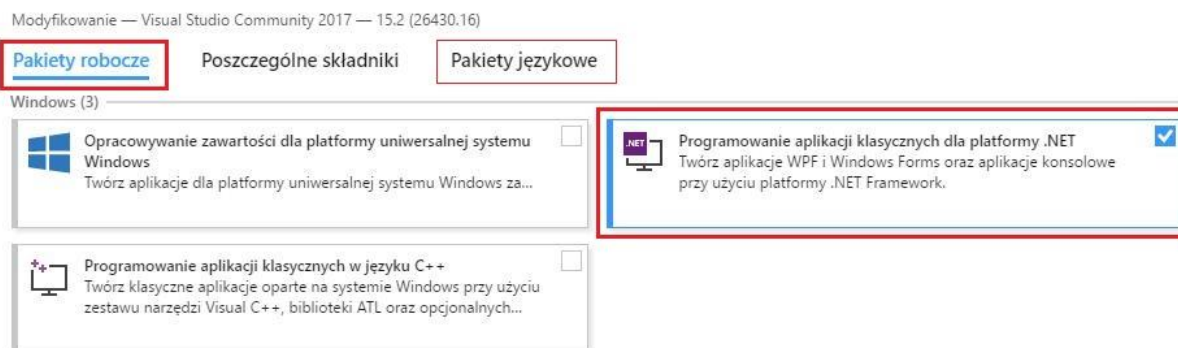 Modyfikowanie — Visual Studio Community 2017 — 15.2 (26430.16)
Pakiety robocze Poszczególne składniki Pakiety językowe
Windows (3)
Opracowywanie zawartości dla platformy uniwersalnej systemu
Windows
Twórz aplikacje dla platformy uniwersalnej systemu Windows za...
.NET
Programowanie aplikacji klasycznych dla platformy .NET
Twórz aplikacje WPF i Windows Forms oraz aplikacje konsolowe
przy użyciu platformy .NET Framework.
Programowanie aplikacji klasycznych w języku C++
Twórz klasyczne aplikacje oparte na systemie Windows przy użyciu
zestawu narzędzi Visual C++, biblioteki ATL oraz opcjonalnych...